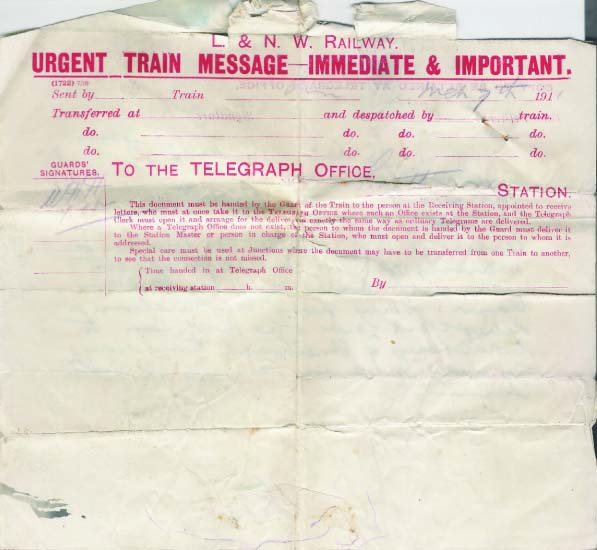 L. & N. W. RAILWAY.
URGENT TRAIN MESSAGE—IMMEDIATE & IMPORTANT.
(1722)
Sent by Train 191
Transferred at and despatched by train.
do. do. do. do.
do. do. do. do.
GUARDS' SIGNATURES.
TO THE TELEGRAPH OFFICE,
STATION.
This document must be handed by the Guard of the Train to the person at the Receiving Station, appointed to receive
letters, who must at once take it to the TELEGRAPH OFFICE where such an Office exists at the Station, and the Telegraph
Clerk must open it and arrange for the delivery in exactly the same way as ordinary Telegrams are delivered.
Where a Telegraph Office does not exist, the person to whom the document is handed by the Guard must deliver it
to the Station Master or person in charge of the Station, who must open and deliver it to the person to whom it is
addressed.
Special care must be used at Junctions where the document may have to be transferred from one Train to another,
to see that the connection is not missed.
Time handed in at Telegraph Office
at receiving station h. m.
By